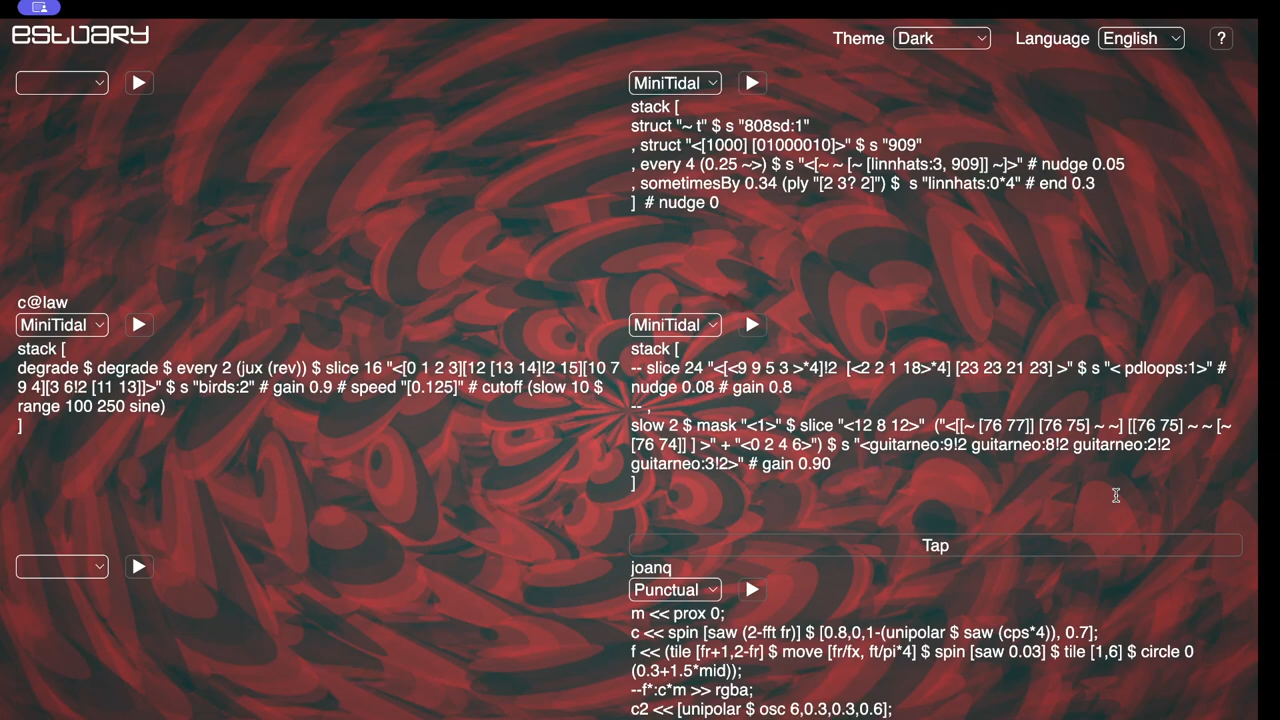 estuary
Theme Dark Language English ?
MiniTidal
stack [
struct "~ t" $ s "808sd:1"
, struct "<[1000] [01000010]>" $ s "909"
, every 4 (0.25 ~>) $ s "<[~ ~ [~ [linnhats:3, 909]] ~]>" # nudge 0.05
, sometimesBy 0.34 (ply "[2 3? 2]") $  s "linnhats:0*4" # end 0.3
]  # nudge 0
c@law
MiniTidal
stack [
degrade $ degrade $ every 2 (jux (rev)) $ slice 16 "<[0 1 2 3][12 [13 14]!2 15][10 7
9 4][3 6!2 [11 13]]>" $ s "birds:2" # gain 0.9 # speed "[0.125]" # cutoff (slow 10 $
range 100 250 sine)
]
MiniTidal
stack [
-- slice 24 "<[<9 9 5 3 >*4]!2  [<2 2 1 18>*4] [23 23 21 23] >" $ s "< pdloops:1>" #
nudge 0.08 # gain 0.8
-- ,
slow 2 $ mask "<1>" $ slice "<12 8 12>"  ("<[[~ [76 77]] [76 75] ~ ~] [[76 75] ~ ~ [~
[76 74]] ] >" + "<0 2 4 6>") $ s "<guitarneo:9!2 guitarneo:8!2 guitarneo:2!2
guitarneo:3!2>" # gain 0.90
]
Tap
joanq
Punctual
m << prox 0;
c << spin [saw (2-fft fr)] $ [0.8,0,1-(unipolar $ saw (cps*4)), 0.7];
f << (tile [fr+1,2-fr] $ move [fr/fx, ft/pi*4] $ spin [saw 0.03] $ tile [1,6] $ circle 0
(0.3+1.5*mid));
--f*:c*m >> rgba;
c2 << [unipolar $ osc 6,0.3,0.3,0.6];